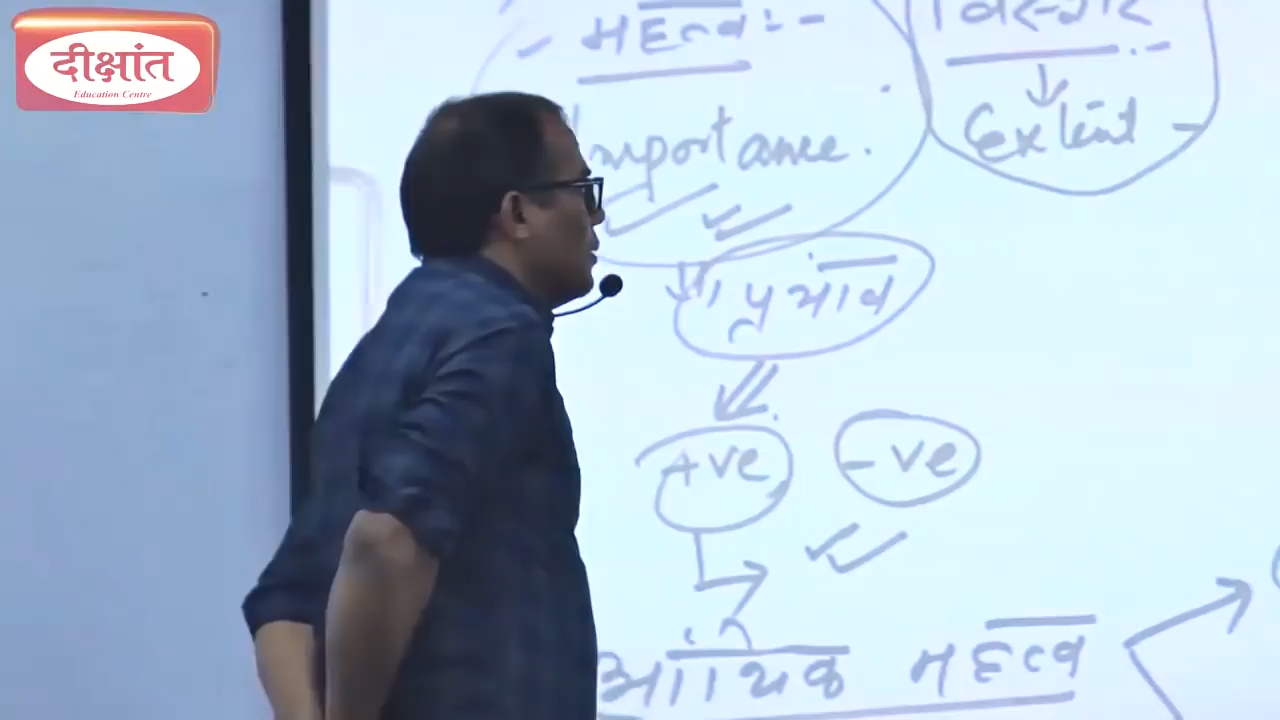 दीक्षांत
Education Centre
- महत्व :-
Importance.
विस्तार :-
Extent -
प्रभाव
+ve -ve
आर्थिक महत्व